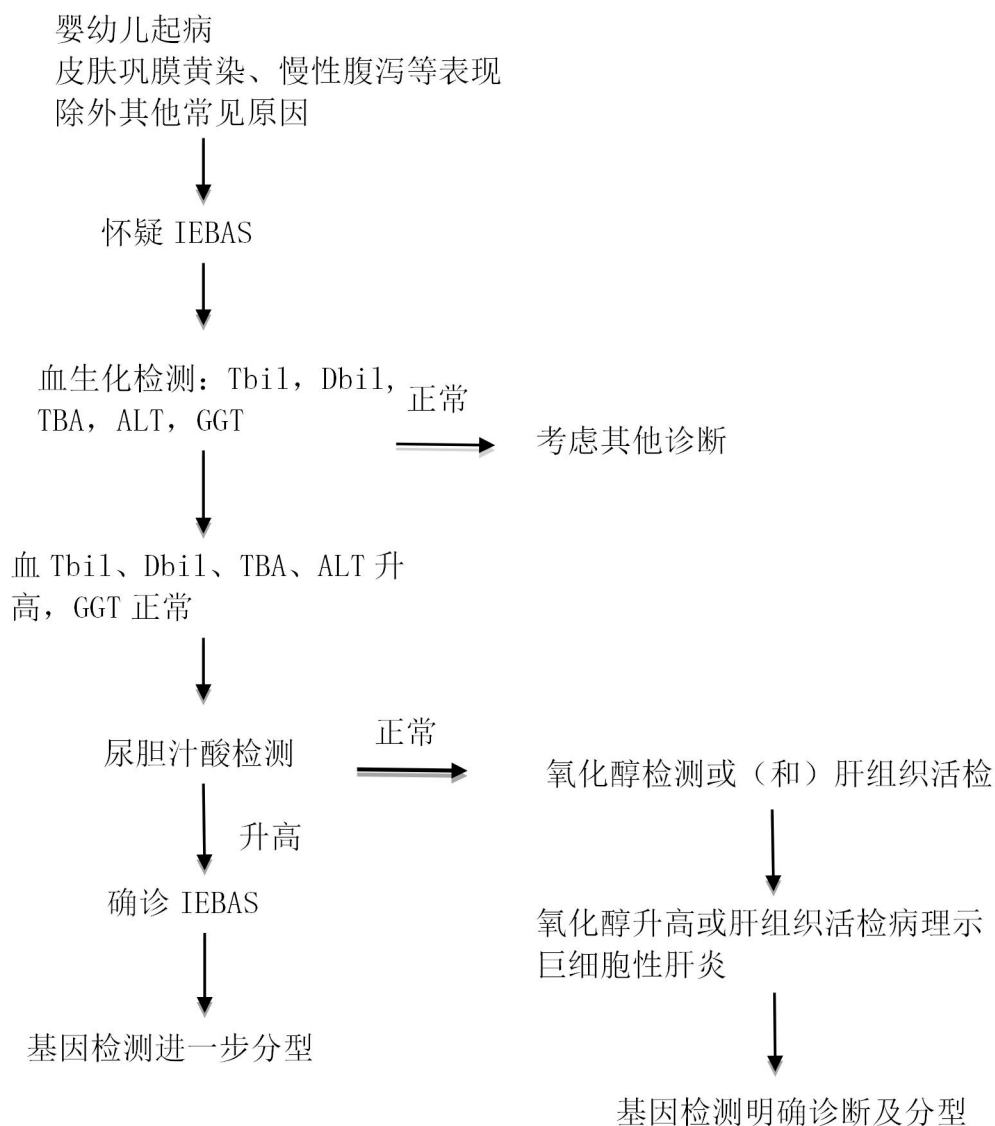 婴幼儿起病
皮肤巩膜黄染、慢性腹泻等表现
除外其他常见原因
怀疑 IEBAS
血生化检测：Tbil，Dbil,
TBA，ALT，GGT
正常
考虑其他诊断
血 Tbil、Dbil、TBA、ALT 升
高，GGT 正常
尿胆汁酸检测
正常
氧化醇检测或（和）肝组织活检
升高
确诊 IEBAS
氧化醇升高或肝组织活检病理示
巨细胞性肝炎
基因检测进一步分型
基因检测明确诊断及分型